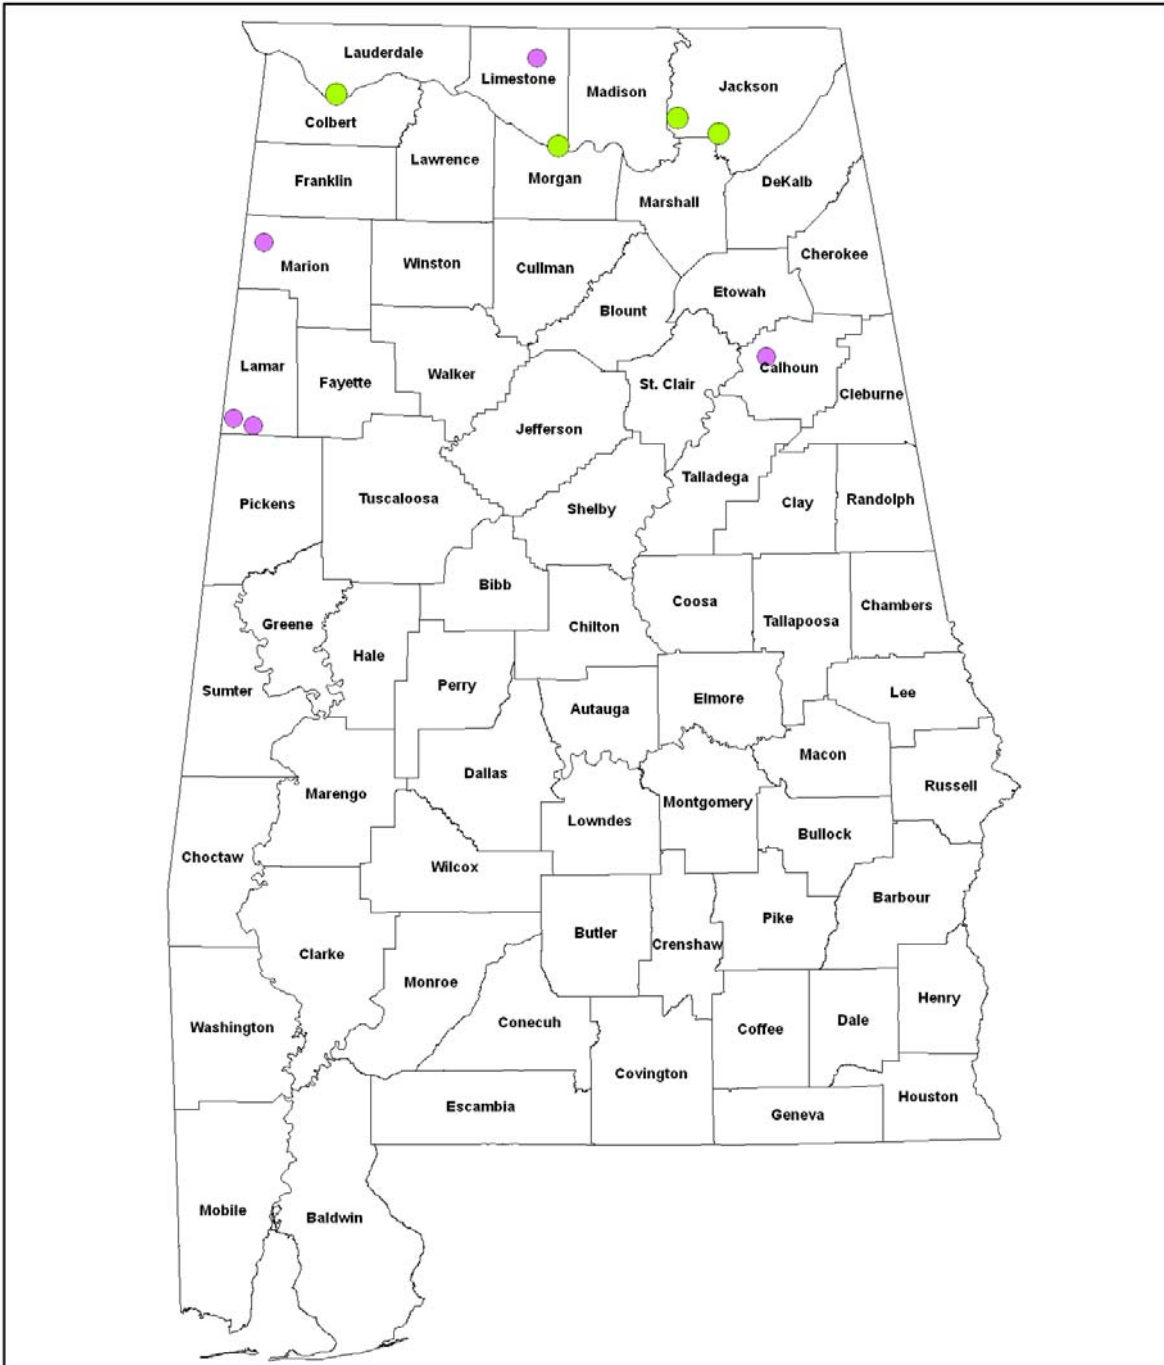 Lauderdale
Limestone
Madison
Jackson
Colbert
Lawrence
Franklin
Morgan
DeKalb
Marshall
Cherokee
Marion
Winston
Cullman
Etowah
Blount
Lamar
Fayette
Walker
St. Clair
Calhoun
Cleburne
Jefferson
Talladega
Pickens
Tuscaloosa
Shelby
Clay
Randolph
Bibb
Coosa
Chambers
Greene
Chilton
Tallapoosa
Hale
Perry
Sumter
Autauga
Elmore
Lee
Macon
Dallas
Russell
Marengo
Montgomery
Lowndes
Bullock
Choctaw
Wilcox
Barbour
Pike
Butler
Crenshaw
Clarke
Monroe
Henry
Washington
Conecuh
Coffee
Dale
Covington
Houston
Escambia
Geneva
Mobile
Baldwin